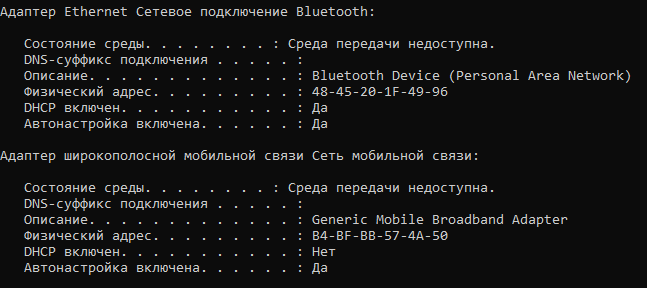 Адаптер Ethernet Сетевое подключение Bluetooth:
Состояние среды. . . . . . . . : Среда передачи недоступна.
DNS-суффикс подключения . . . . . :
Описание. . . . . . . . . . . . . : Bluetooth Device (Personal Area Network)
Физический адрес. . . . . . . . . : 48-45-20-1F-49-96
DHCP включен. . . . . . . . . . . : Да
Автонастройка включена. . . . . . : Да
Адаптер широкополосной мобильной связи Сеть мобильной связи:
Состояние среды. . . . . . . . : Среда передачи недоступна.
DNS-суффикс подключения . . . . . :
Описание. . . . . . . . . . . . . : Generic Mobile Broadband Adapter
Физический адрес. . . . . . . . . : B4-BF-BB-57-4A-50
DHCP включен. . . . . . . . . . . : Нет
Автонастройка включена. . . . . . : Да